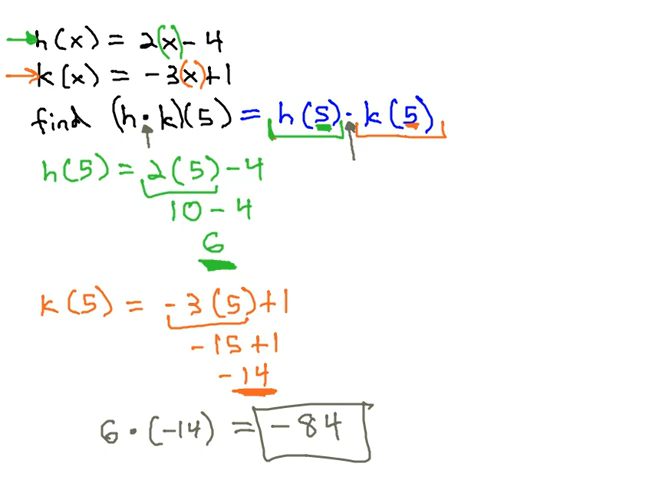 h(x) = 2(x) - 4
k(x) = -3(x)+1
find (h · k)(5) = h(5) · k(5)
h(5) = 2(5) - 4
10 - 4
6
k(5) = -3(5)+1
-15+1
-14
6 · (-14) = -84